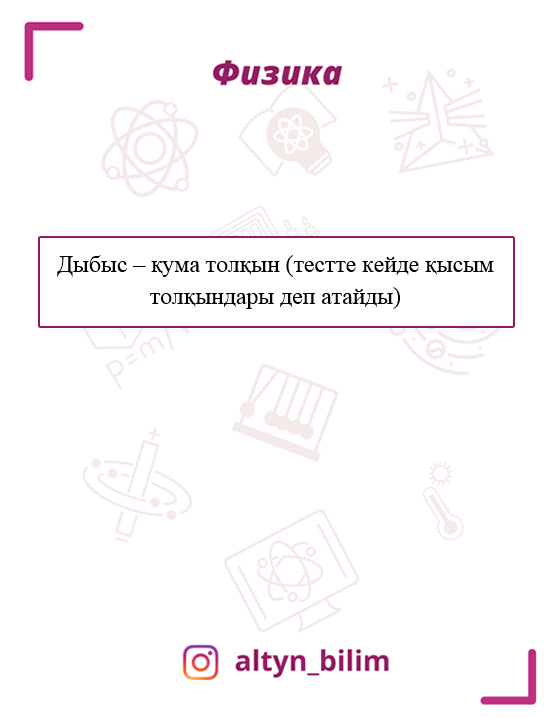 Физика
Дыбыс – қума толқын (тестте кейде қысым
толқындары деп атайды)
p=m/
altyn_bilim